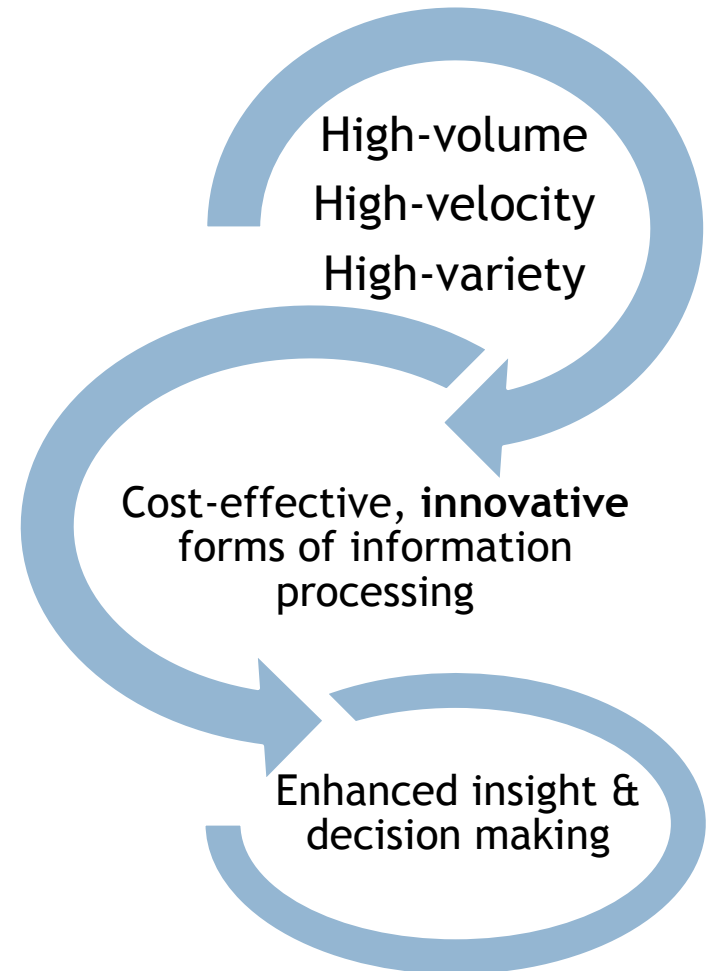 High-volume
High-velocity
High-variety
Cost-effective, innovative
forms of information
processing
Enhanced insight &
decision making